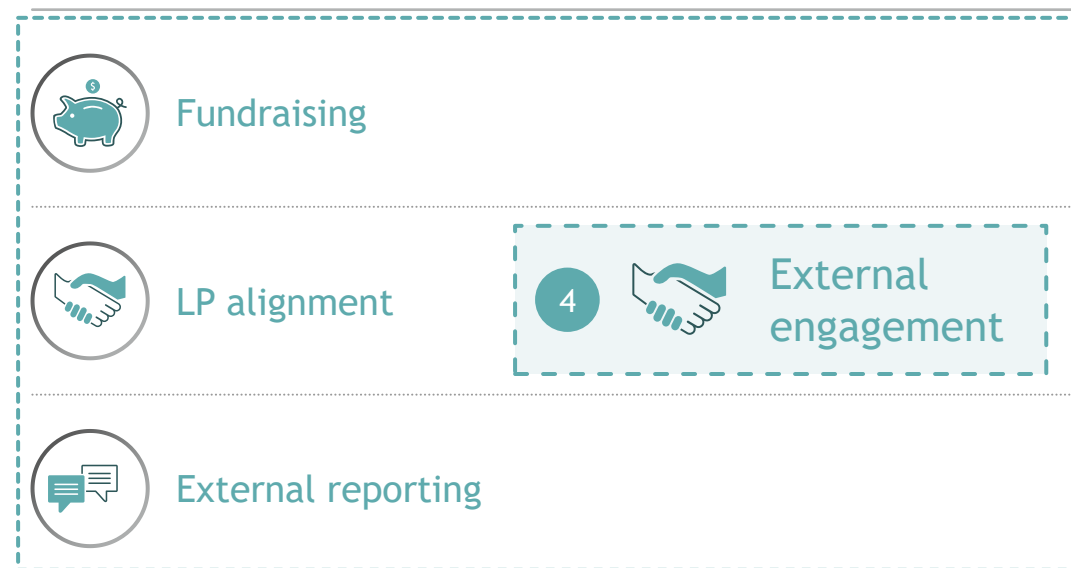 $
Fundraising
LP alignment
4
External
engagement
External reporting